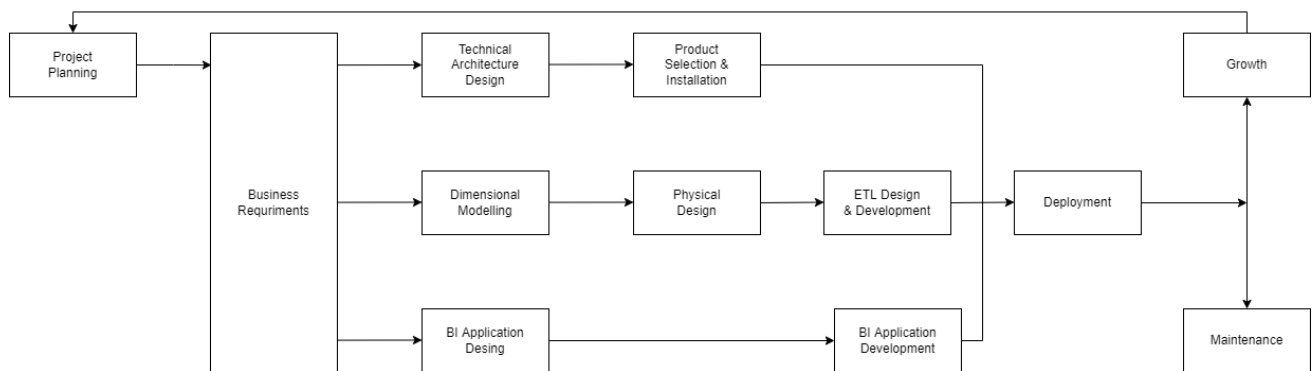 Project
Planning
Business
Requriments
Technical
Architecture
Design
Product
Selection &
Installation
Growth
Dimensional
Modelling
Physical
Design
ETL Design
& Development
Deployment
BI Application
Desing
BI Application
Development
Maintenance